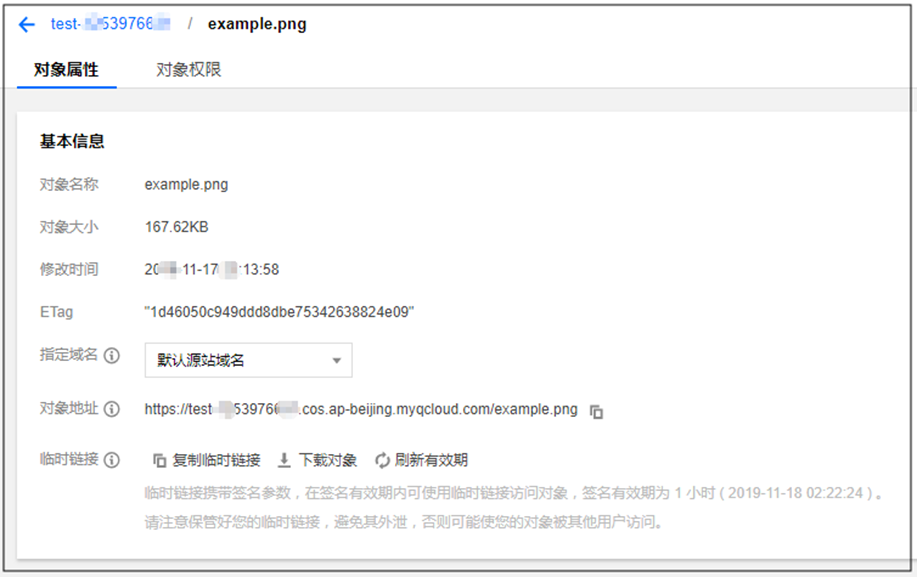 test- 53976 / example.png
对象属性 对象权限
基本信息
对象名称 example.png
对象大小 167.62KB
修改时间 20 -11-17 :13:58
ETag "1d46050c949ddd8dbe75342638824e09"
指定域名 默认源站域名
对象地址 https://test- 53976 .cos.ap-beijing.myqcloud.com/example.png
临时链接 复制临时链接 下载对象 刷新有效期
临时链接携带签名参数，在签名有效期内可使用临时链接访问对象，签名有效期为 1 小时 ( 2019-11-18 02:22:24 ) 。
请注意保管好您的临时链接，避免其外泄，否则可能使您的对象被其他用户访问。